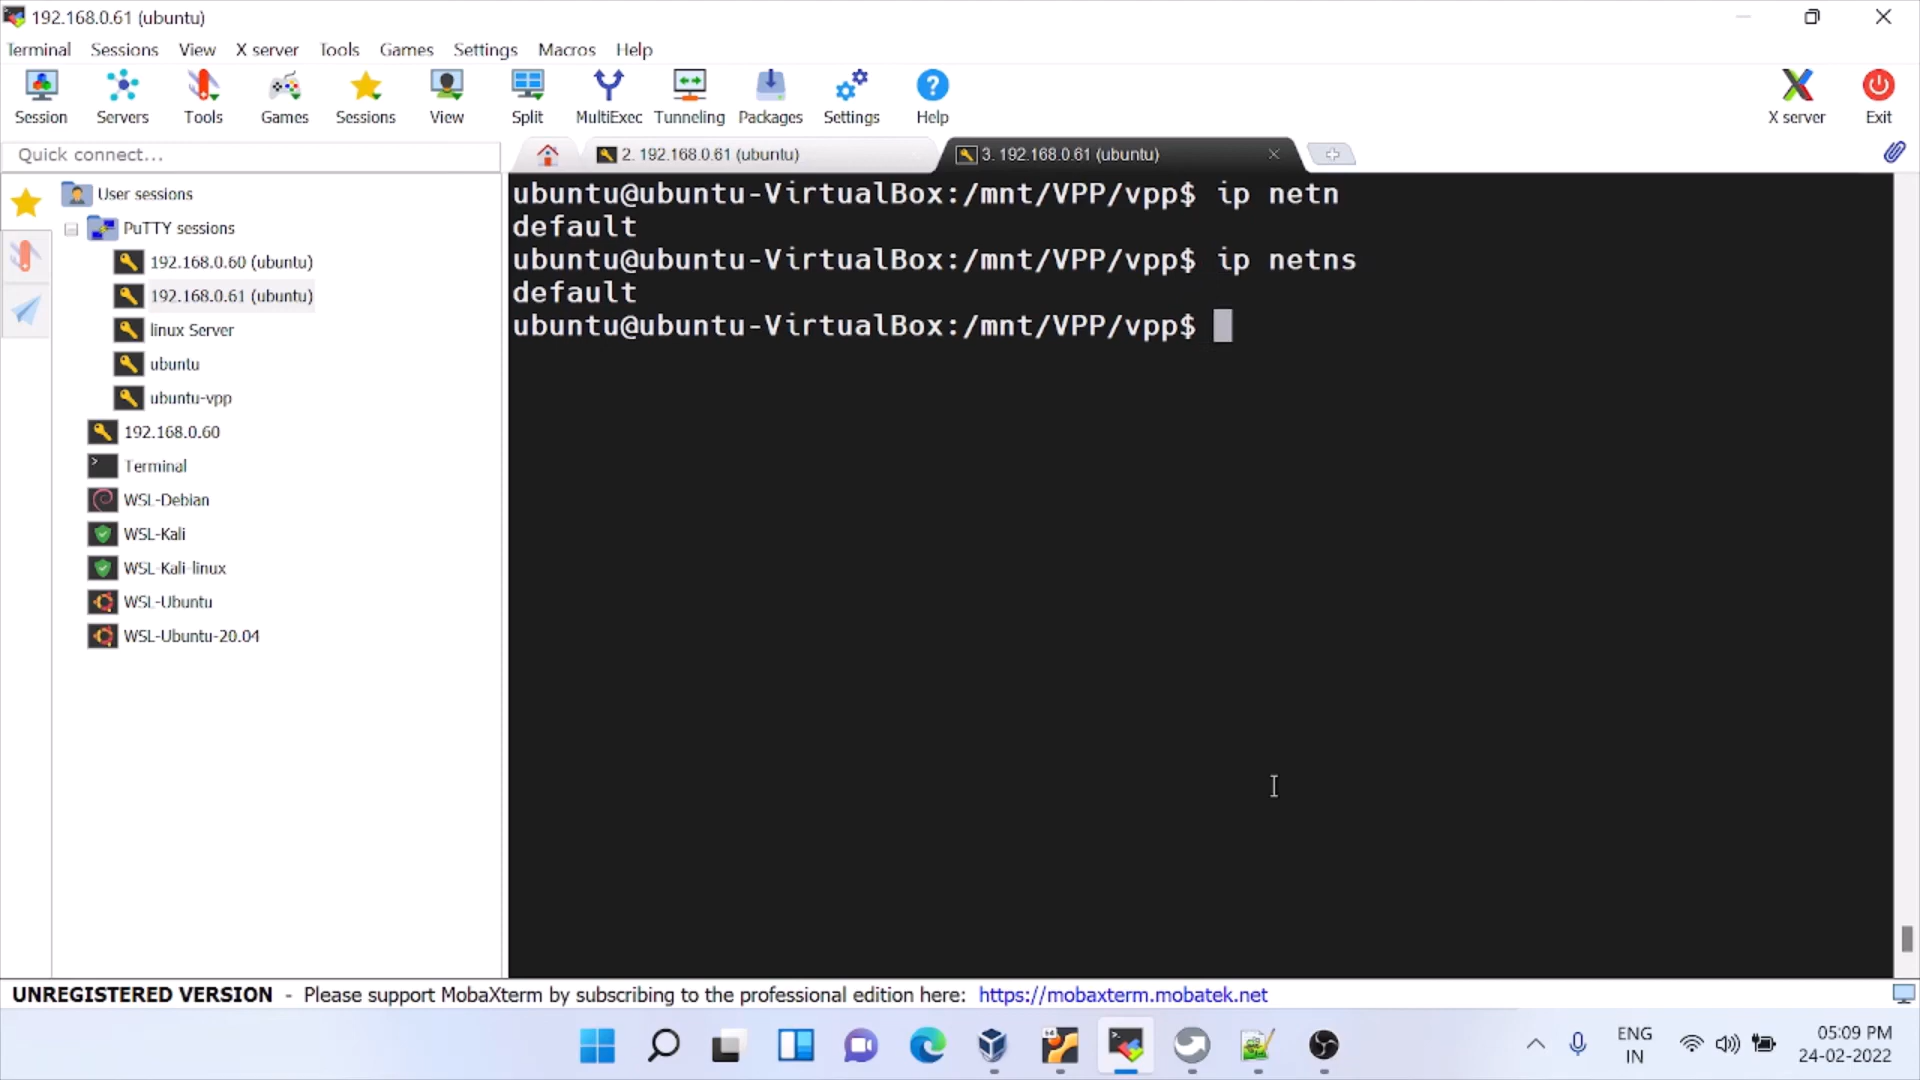 192.168.0.61 (ubuntu)
Terminal Sessions View X server Tools Games Settings Macros Help
Session Servers Tools Games Sessions View Split MultiExec Tunneling Packages Settings Help X server Exit
Quick connect...
2. 192.168.0.61 (ubuntu)
3. 192.168.0.61 (ubuntu)
User sessions
PuTTY sessions
192.168.0.60 (ubuntu)
192.168.0.61 (ubuntu)
linux Server
ubuntu
ubuntu-vpp
192.168.0.60
Terminal
WSL-Debian
WSL-Kali
WSL-Kali-linux
WSL-Ubuntu
WSL-Ubuntu-20.04
ubuntu@ubuntu-VirtualBox:/mnt/VPP/vpp$ ip netn
default
ubuntu@ubuntu-VirtualBox:/mnt/VPP/vpp$ ip netns
default
ubuntu@ubuntu-VirtualBox:/mnt/VPP/vpp$
UNREGISTERED VERSION - Please support MobaXterm by subscribing to the professional edition here: https://mobaxterm.mobatek.net
ENG
IN
05:09 PM
24-02-2022